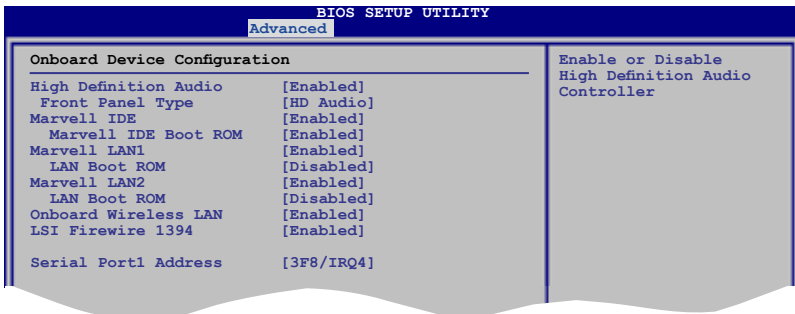 BIOS SETUP UTILITY
Advanced
Onboard Device Configuration
High Definition Audio [Enabled]
Front Panel Type [HD Audio]
Marvell IDE [Enabled]
Marvell IDE Boot ROM [Enabled]
Marvell LAN1 [Enabled]
LAN Boot ROM [Disabled]
Marvell LAN2 [Enabled]
LAN Boot ROM [Disabled]
Onboard Wireless LAN [Enabled]
LSI Firewire 1394 [Enabled]
Serial Port1 Address [3F8/IRQ4]
Enable or Disable
High Definition Audio
Controller